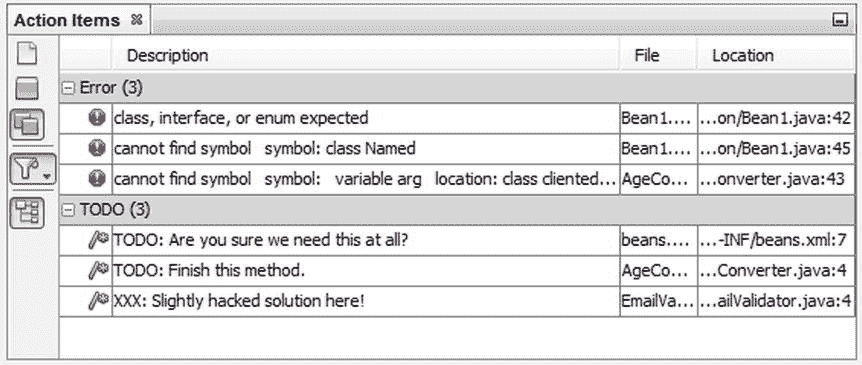 Action Items
Description File Location
Error (3)
class, interface, or enum expected Bean1.... ...on/Bean1.java:42
cannot find symbol symbol: class Named Bean1.... ...on/Bean1.java:45
cannot find symbol symbol: variable arg location: class cliented... AgeCo... ...onverter.java:43
TODO (3)
TODO: Are you sure we need this at all? beans.... ...-INF/beans.xml:7
TODO: Finish this method. AgeCo... ...Converter.java:4
XXX: Slightly hacked solution here! EmailVa... ...ailValidator.java:4